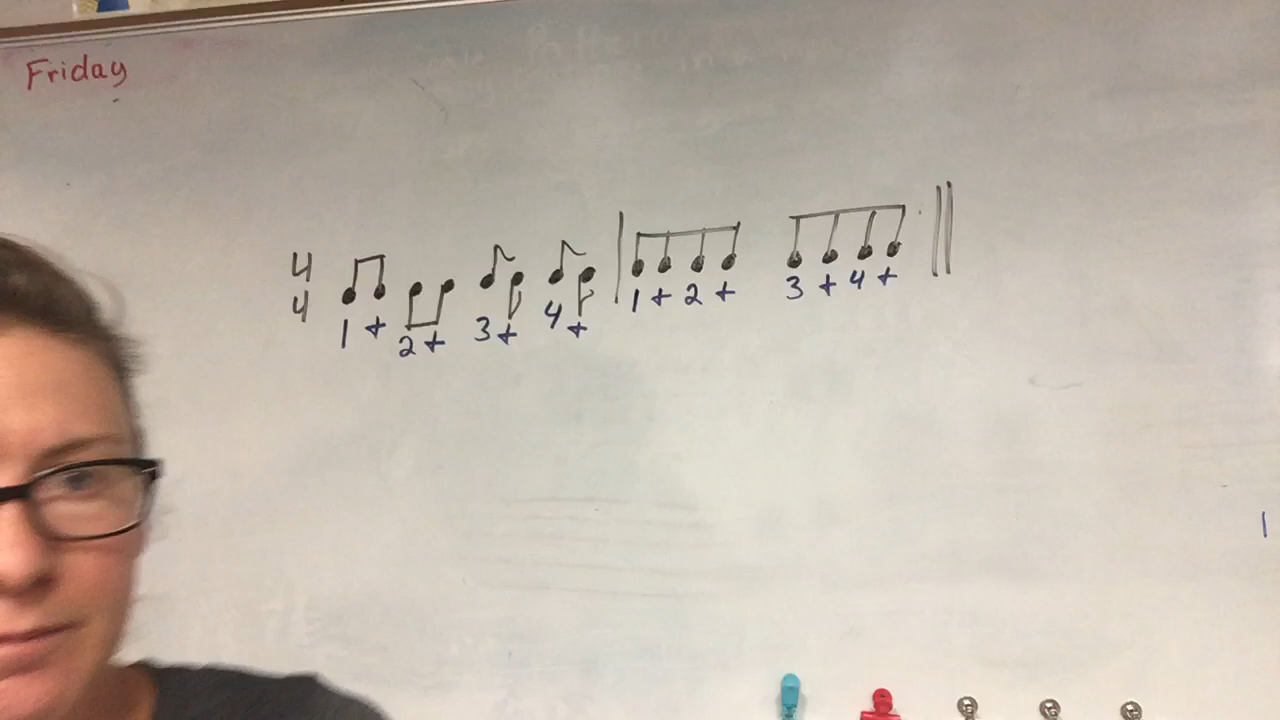 Friday
4
4
1 + 2 + 3 + 4 + 1 + 2 + 3 + 4 +